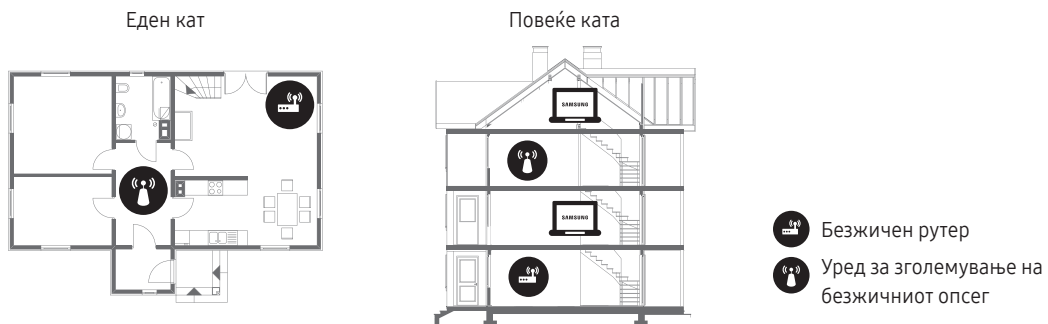 Еден кат
Повеќе ката
SAMSUNG
SAMSUNG
Безжичен рутер
Уред за зголемување на
безжичниот опсег